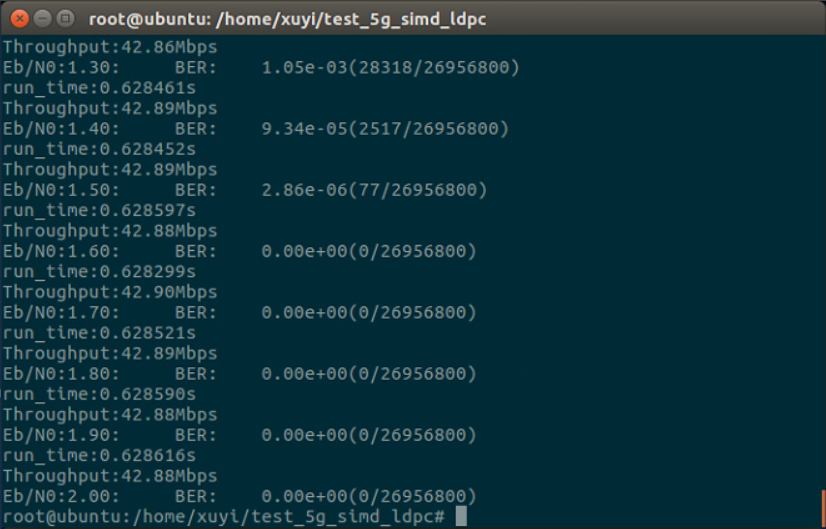 root@ubuntu: /home/xuyi/test_5g_simd_ldpc
Throughput:42.86Mbps
Eb/N0:1.30:     BER:    1.05e-03(28318/26956800)
run_time:0.628461s
Throughput:42.89Mbps
Eb/N0:1.40:     BER:    9.34e-05(2517/26956800)
run_time:0.628452s
Throughput:42.89Mbps
Eb/N0:1.50:     BER:    2.86e-06(77/26956800)
run_time:0.628597s
Throughput:42.88Mbps
Eb/N0:1.60:     BER:    0.00e+00(0/26956800)
run_time:0.628299s
Throughput:42.90Mbps
Eb/N0:1.70:     BER:    0.00e+00(0/26956800)
run_time:0.628521s
Throughput:42.89Mbps
Eb/N0:1.80:     BER:    0.00e+00(0/26956800)
run_time:0.628590s
Throughput:42.88Mbps
Eb/N0:1.90:     BER:    0.00e+00(0/26956800)
run_time:0.628616s
Throughput:42.88Mbps
Eb/N0:2.00:     BER:    0.00e+00(0/26956800)
root@ubuntu:/home/xuyi/test_5g_simd_ldpc#